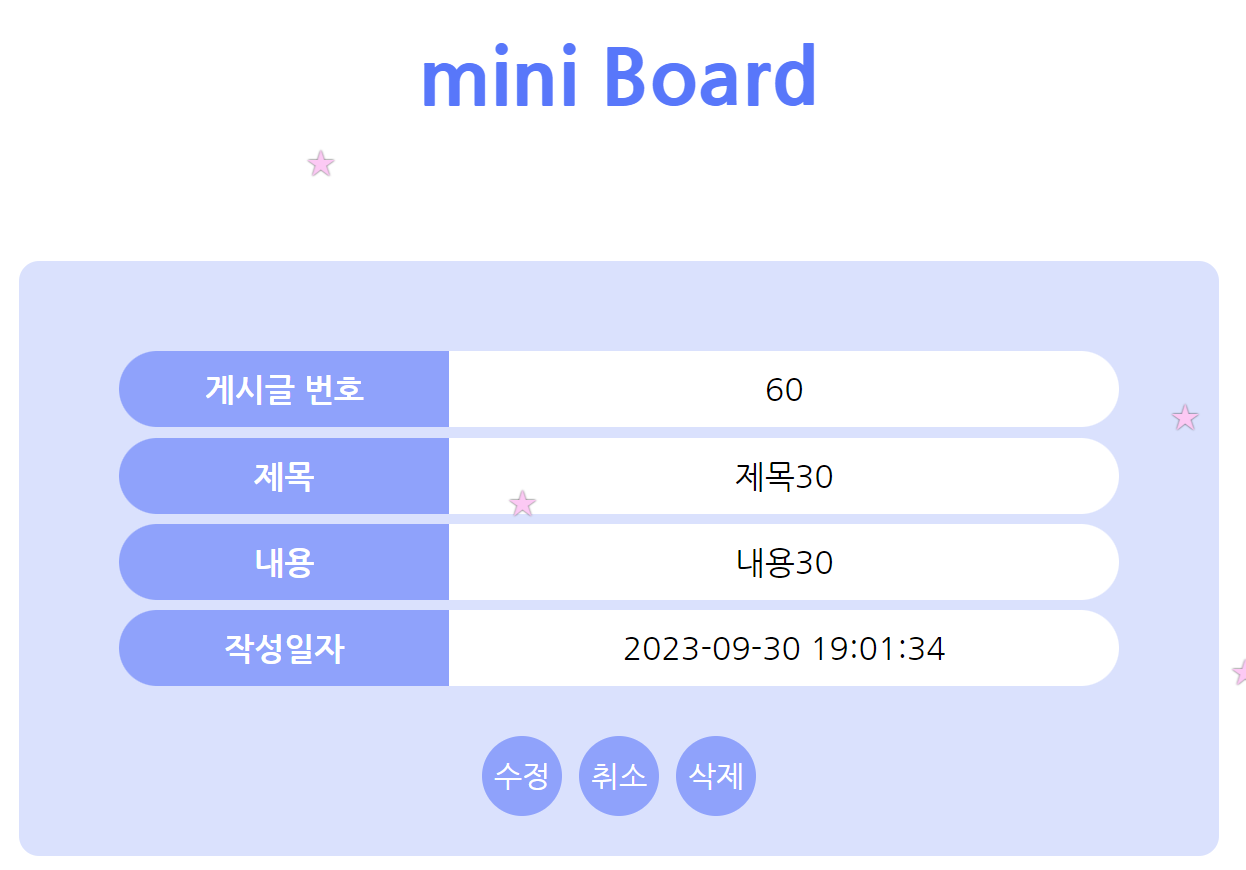 mini Board
게시글 번호 60
제목 제목30
내용 내용30
작성일자 2023-09-30 19:01:34
수정 취소 삭제